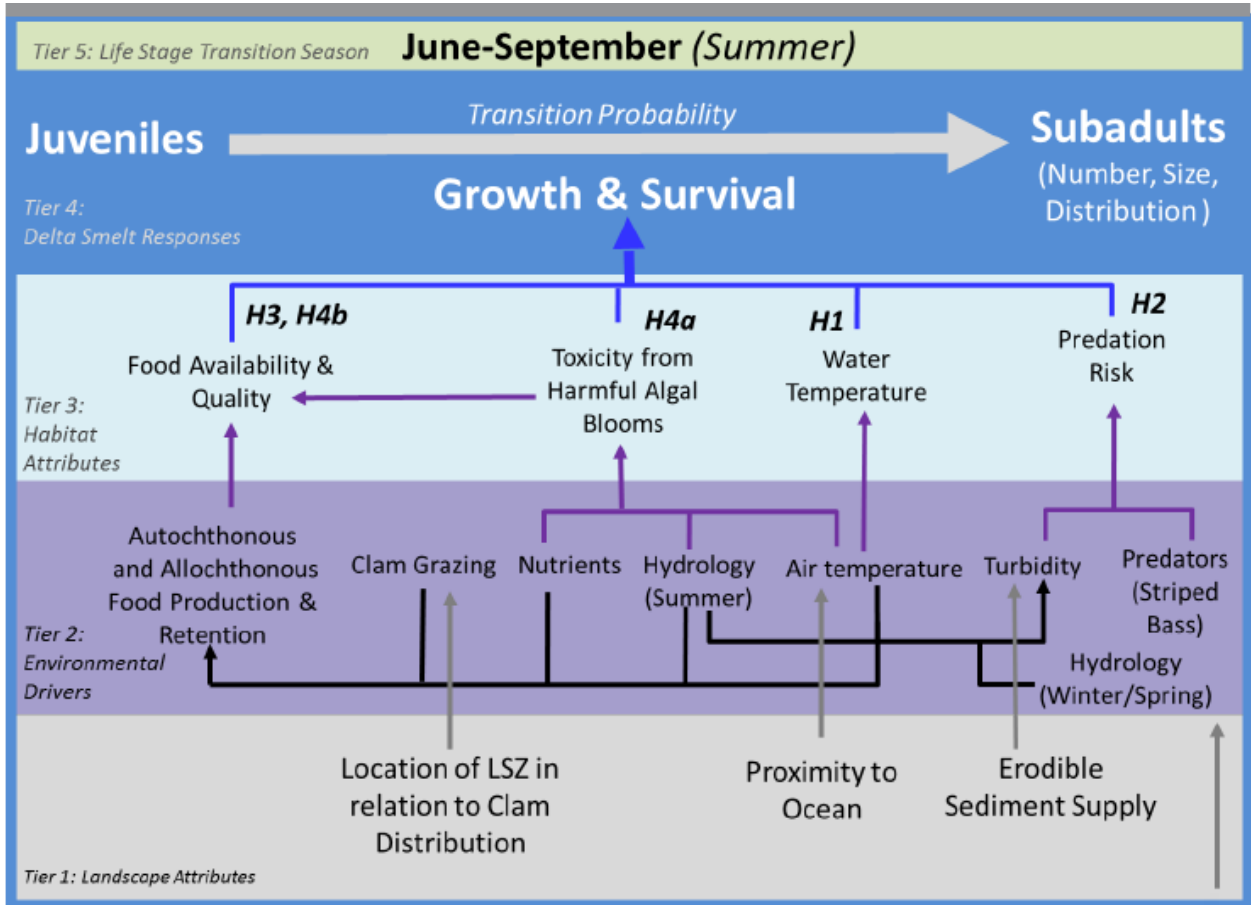 Tier 5: Life Stage Transition Season June-September (Summer)
Transition Probability
Juveniles
Subadults
(Number, Size,
Distribution )
Growth & Survival
Tier 4:
Delta Smelt Responses
H3, H4b
H4a
H1
H2
Food Availability &
Quality
Toxicity from
Harmful Algal
Blooms
Water
Temperature
Predation
Risk
Tier 3:
Habitat
Attributes
Autochthonous
and Allochthonous
Food Production &
Retention
Clam Grazing
Nutrients
Hydrology
(Summer)
Air temperature
Turbidity
Predators
(Striped
Bass)
Hydrology
(Winter/Spring)
Tier 2:
Environmental
Drivers
Location of LSZ in
relation to Clam
Distribution
Proximity to
Ocean
Erodible
Sediment Supply
Tier 1: Landscape Attributes